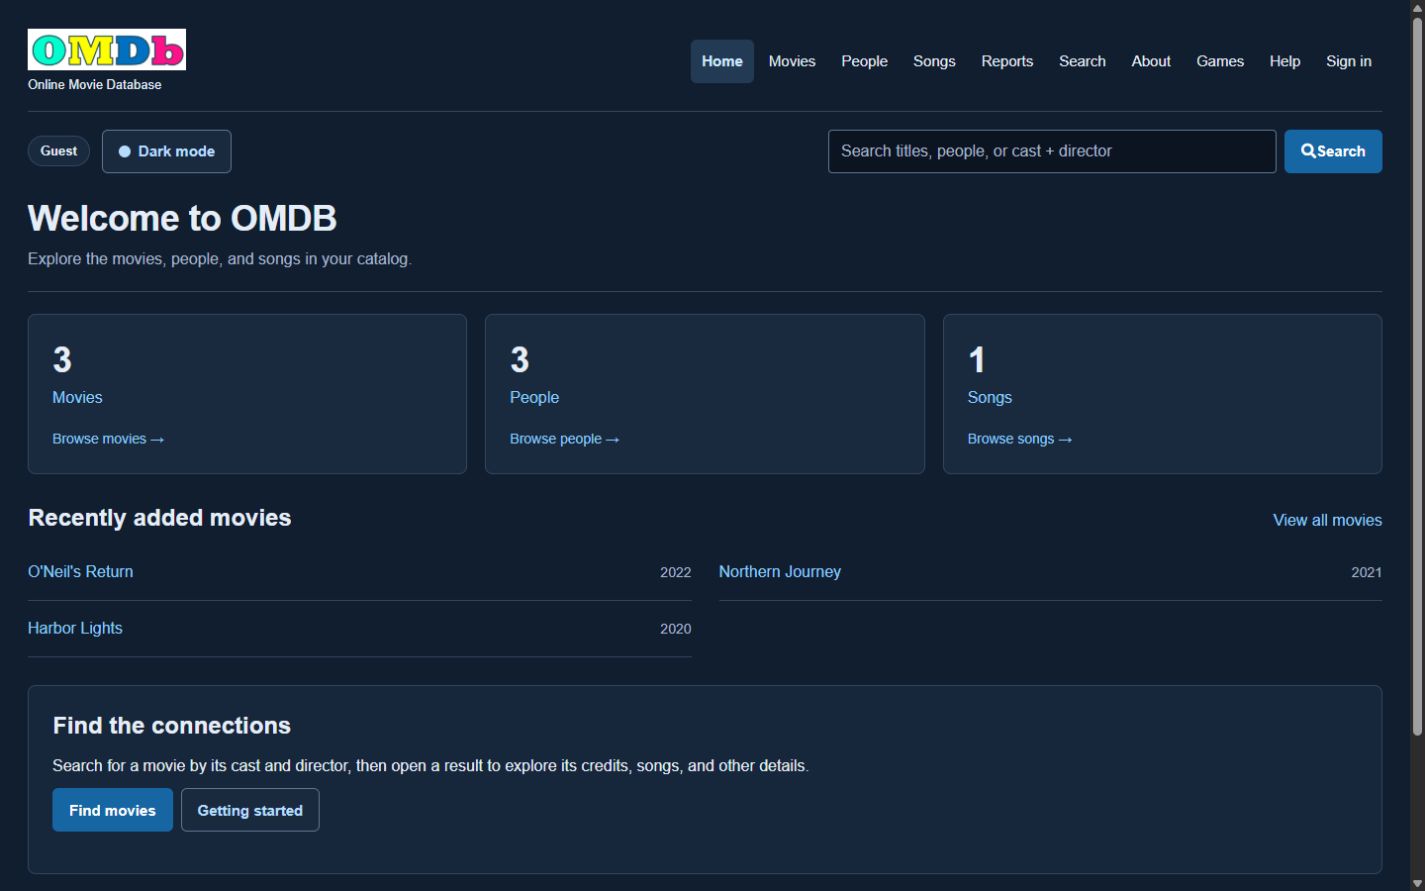 OMDb
Online Movie Database
Home Movies People Songs Reports Search About Games Help Sign in
Guest Dark mode Search titles, people, or cast + director Search
Welcome to OMDB
Explore the movies, people, and songs in your catalog.
3 3 1
Movies People Songs
Browse movies → Browse people → Browse songs →
Recently added movies View all movies
O'Neil's Return 2022 Northern Journey 2021
Harbor Lights 2020
Find the connections
Search for a movie by its cast and director, then open a result to explore its credits, songs, and other details.
Find movies Getting started